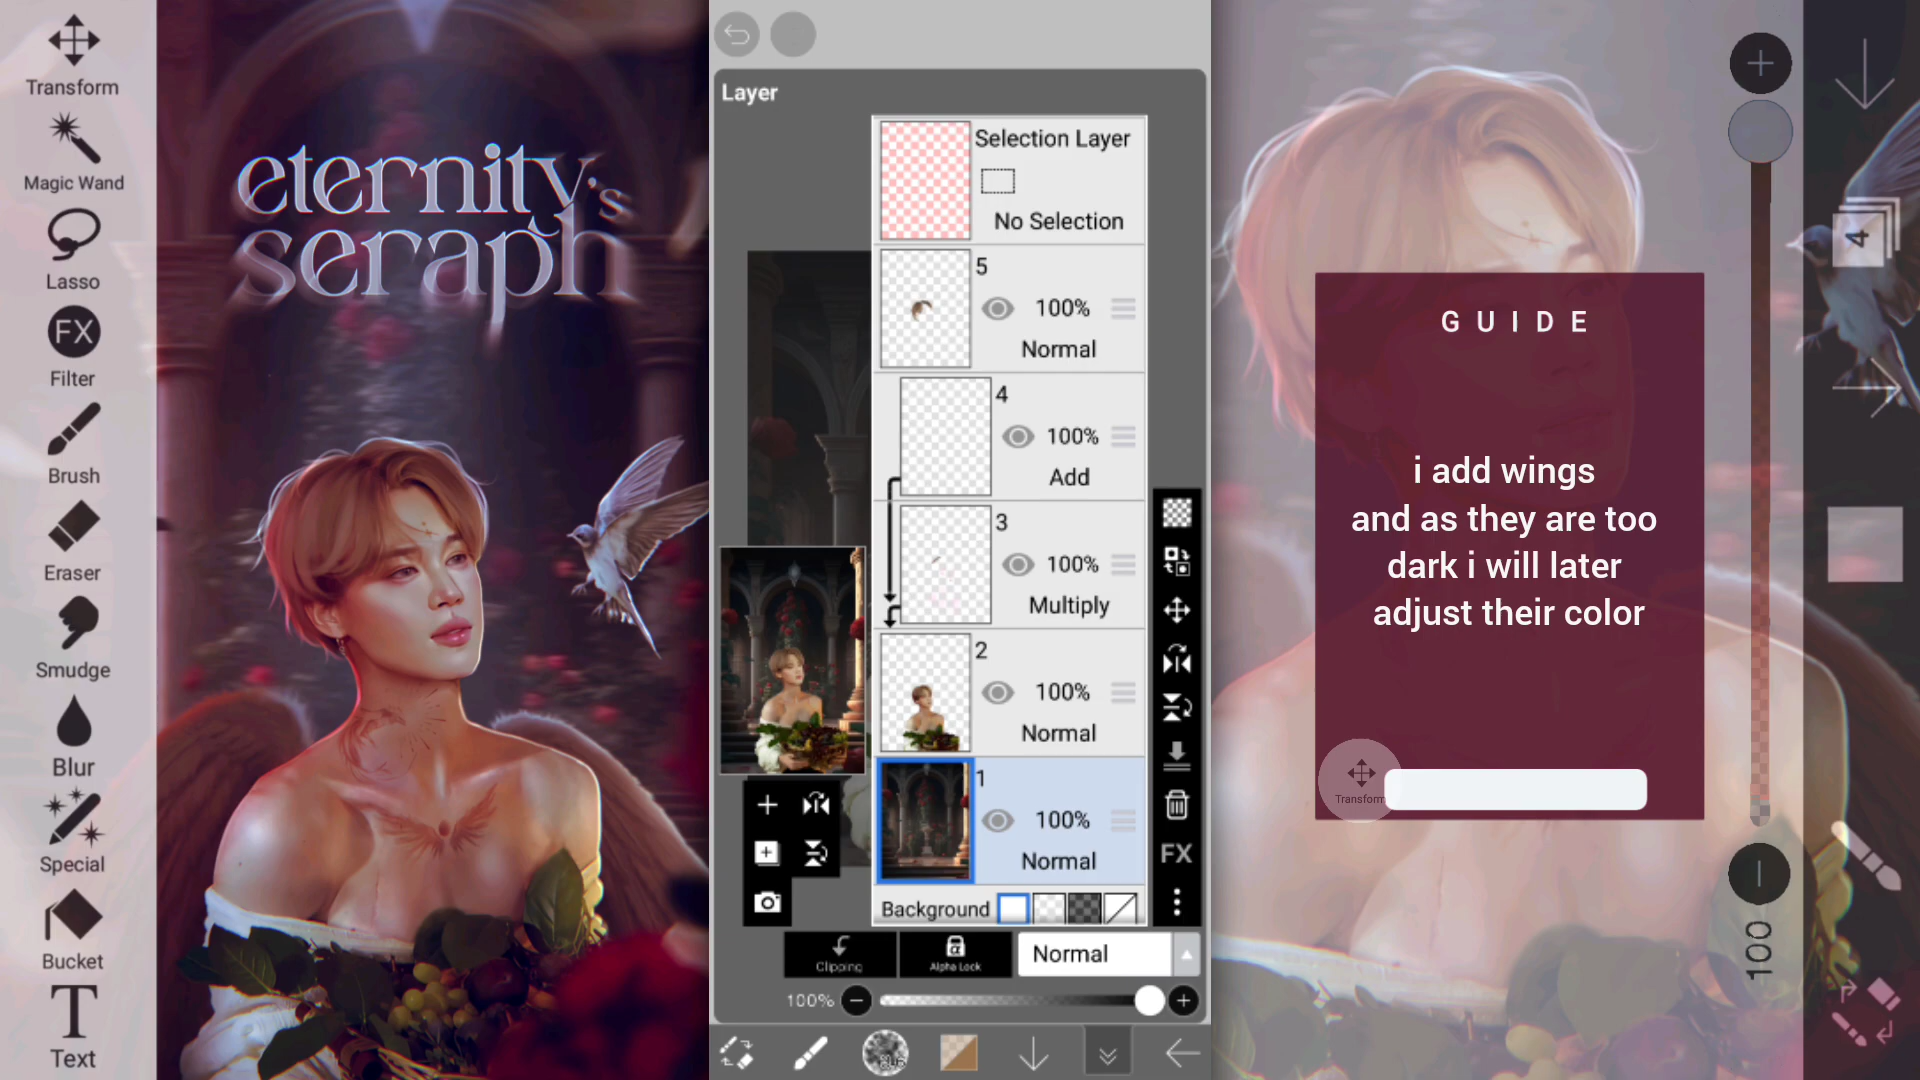 Transform
Magic Wand
Lasso
FX
Filter
Brush
Eraser
Smudge
Blur
Special
Bucket
T
Text
eternity's
seraph
Layer
Selection Layer
No Selection
5
100%
Normal
4
100%
Add
3
100%
Multiply
2
100%
Normal
1
100%
Normal
Background
FX
Clipping
α
Alpha Lock
Normal
100%
GUIDE
i add wings
and as they are too
dark i will later
adjust their color
Transform
4
100